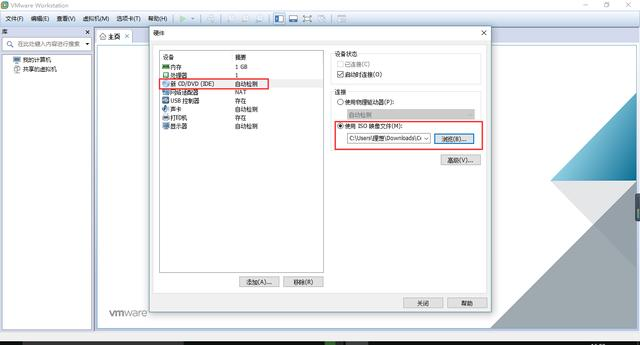 VMware Workstation
文件(F) 编辑(E) 查看(V) 虚拟机(M) 选项卡(T) 帮助(H)
库
在此处键入内容进行搜索
我的计算机
共享的虚拟机
主页
硬件
设备 摘要
内存 1 GB
处理器 1
新 CD/DVD (IDE) 自动检测
网络适配器 NAT
USB 控制器 存在
声卡 自动检测
打印机 存在
显示器 自动检测
添加(A)... 移除(R)
设备状态
已连接(C)
启动时连接(O)
连接
使用物理驱动器(P):
自动检测
使用 ISO 映像文件(M):
C:\Users\理想\Downloads\Ce
浏览(B)...
高级(V)...
关闭 帮助
vmware